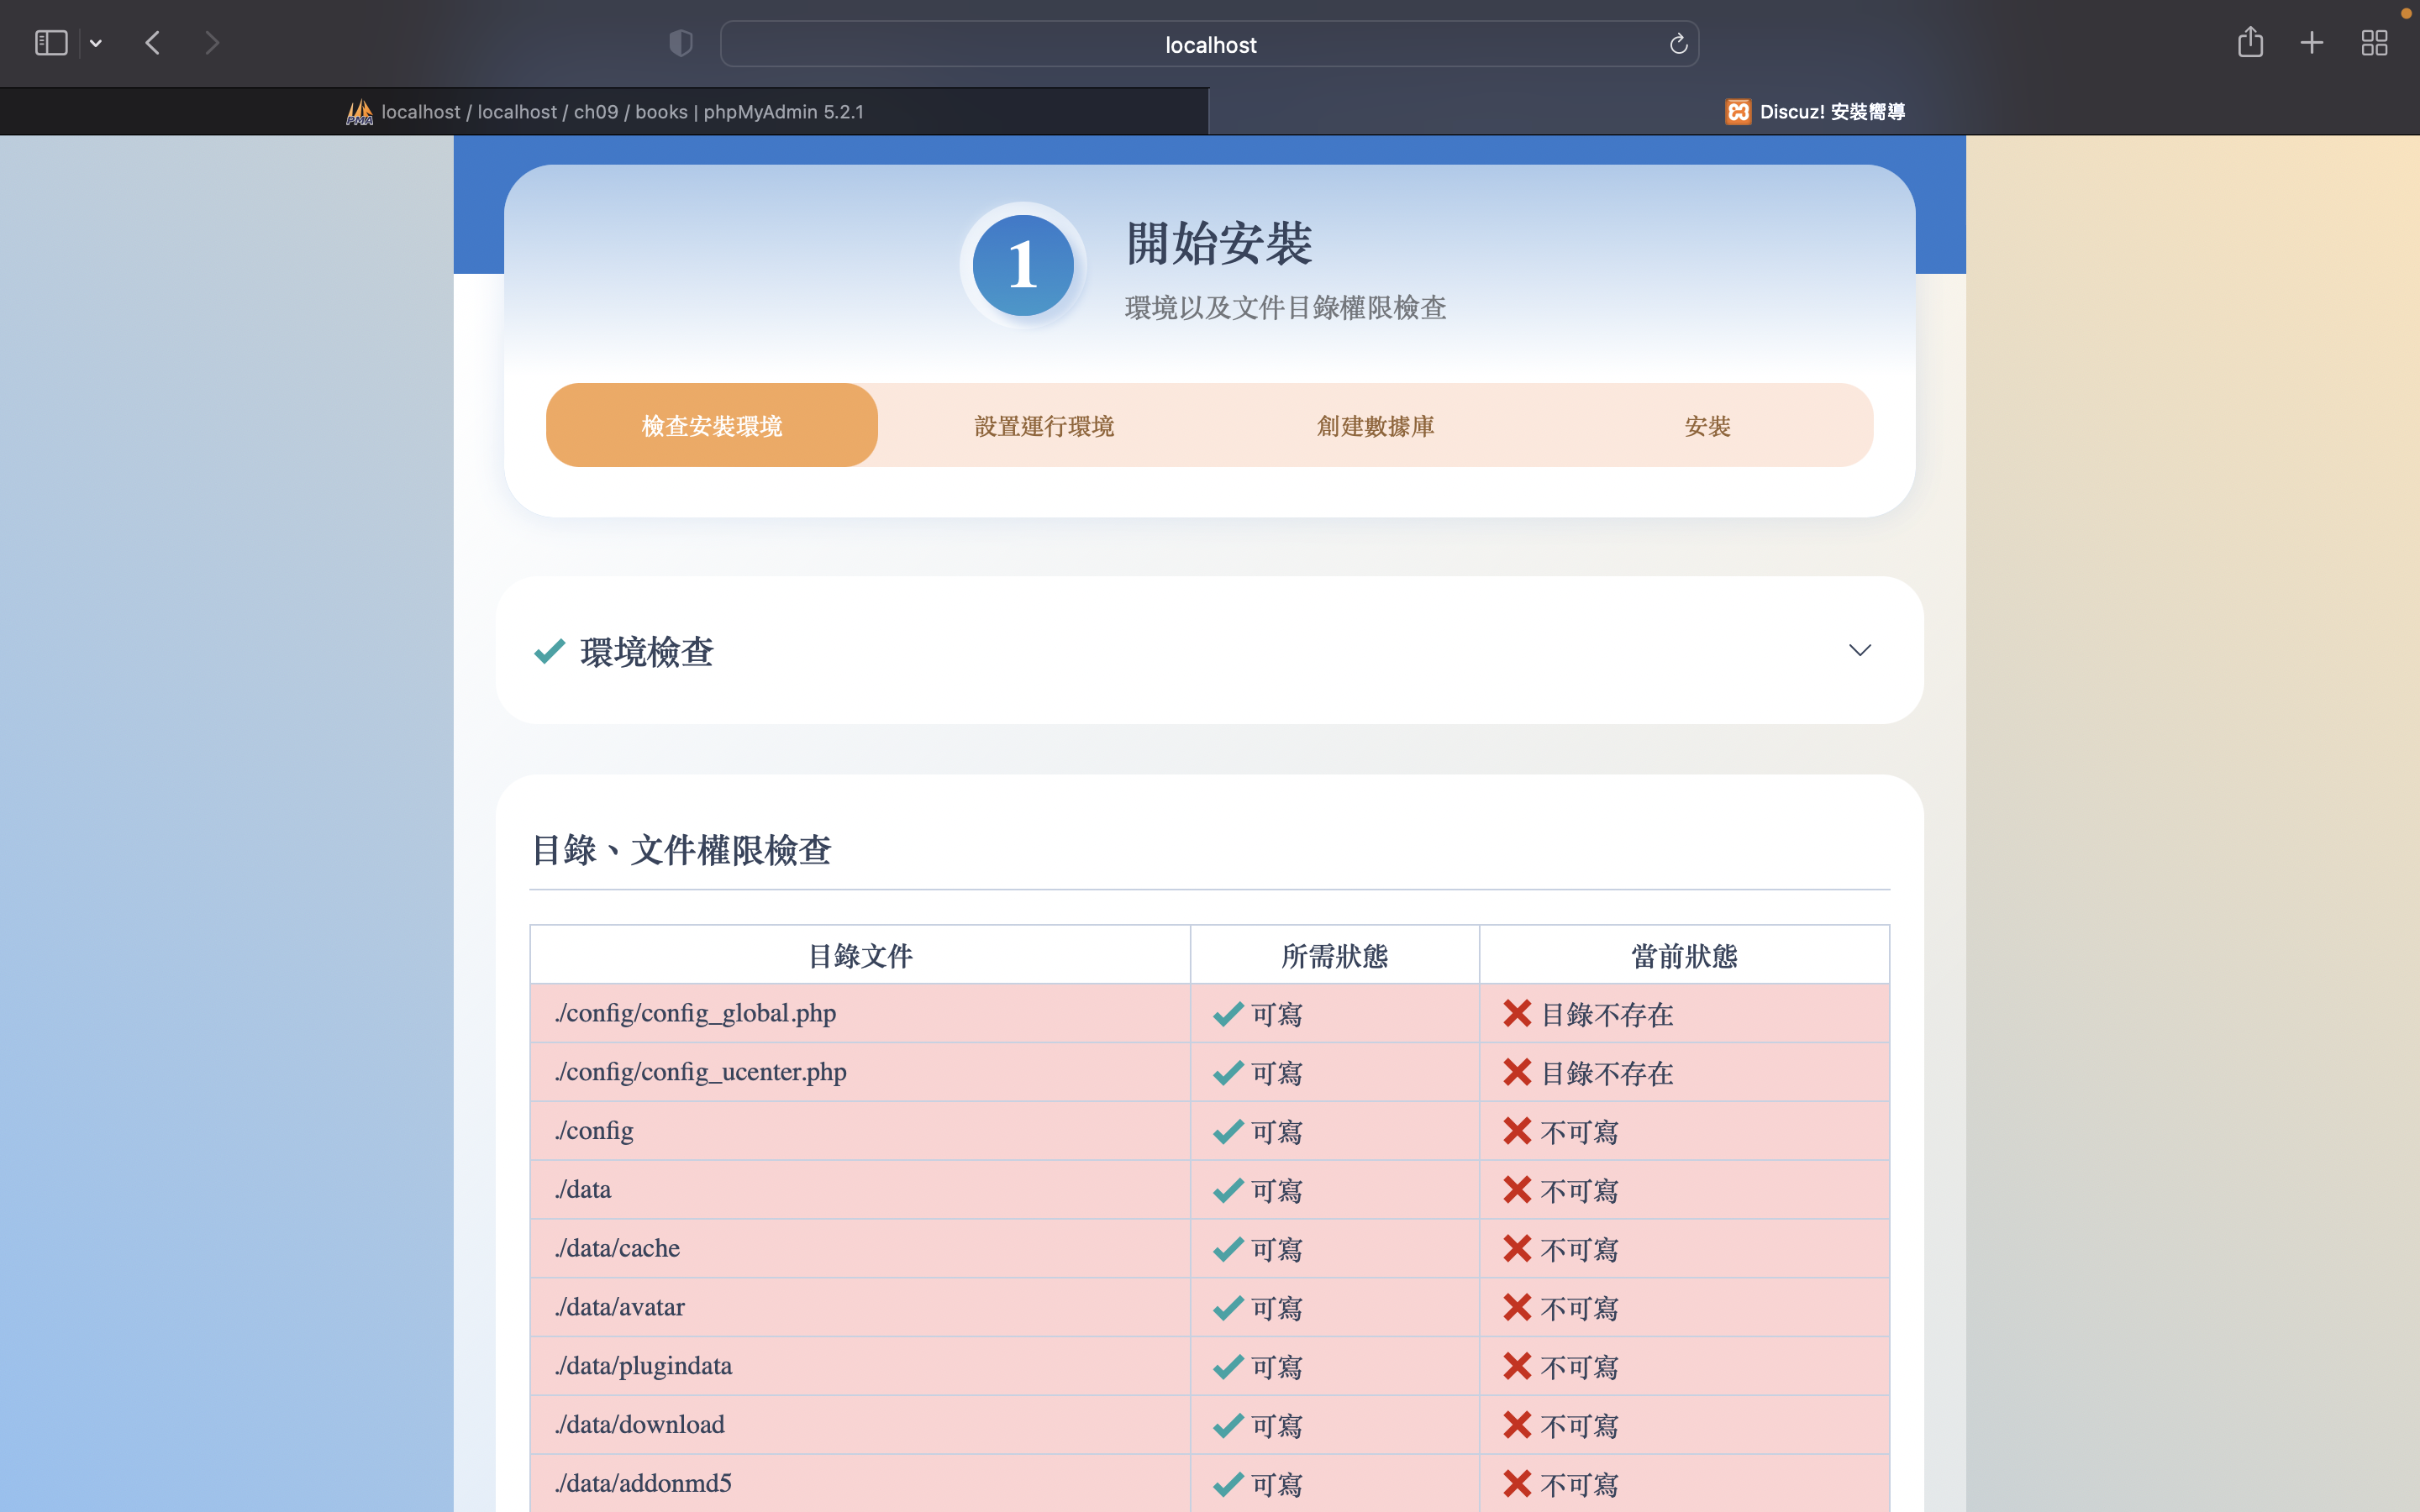 localhost
localhost / localhost / ch09 / books | phpMyAdmin 5.2.1
Discuz! 安裝嚮導
1
開始安裝
環境以及文件目錄權限檢查
檢查安裝環境 設置運行環境 創建數據庫 安裝
環境檢查
目錄、文件權限檢查
目錄文件 所需狀態 當前狀態
./config/config_global.php 可寫 目錄不存在
./config/config_ucenter.php 可寫 目錄不存在
./config 可寫 不可寫
./data 可寫 不可寫
./data/cache 可寫 不可寫
./data/avatar 可寫 不可寫
./data/plugindata 可寫 不可寫
./data/download 可寫 不可寫
./data/addonmd5 可寫 不可寫